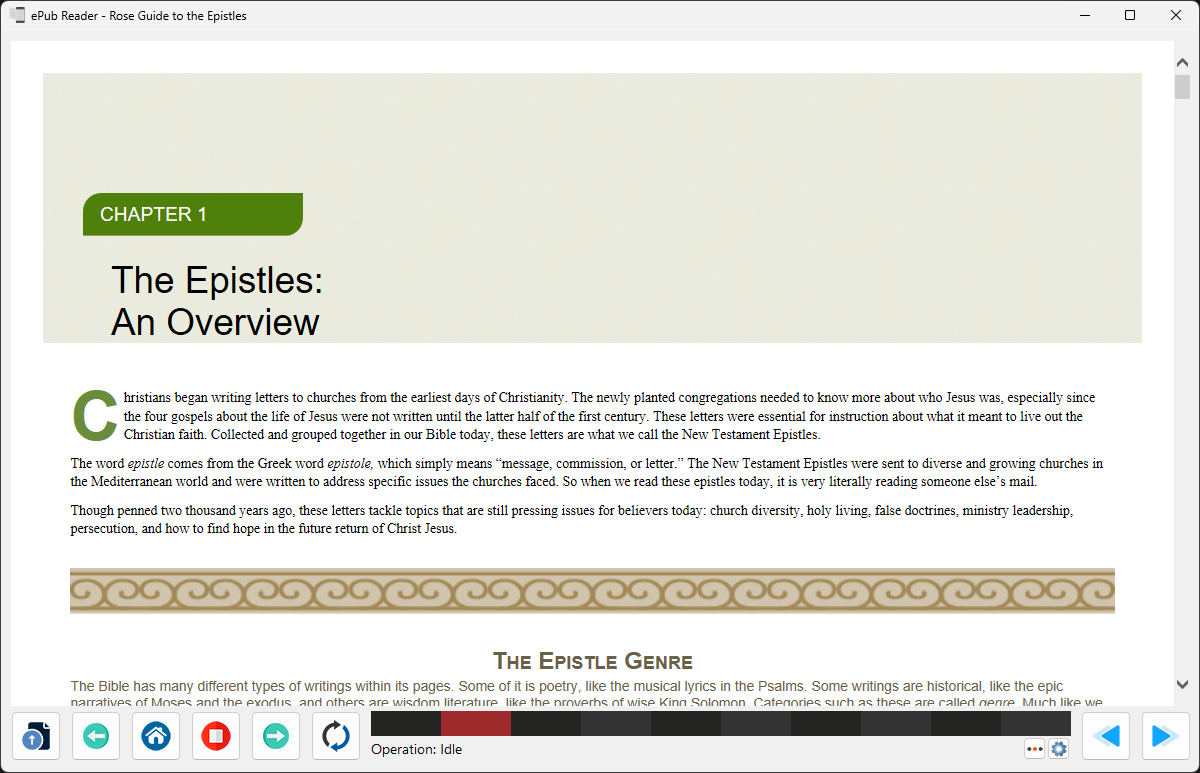 ePub Reader - Rose Guide to the Epistles
CHAPTER 1
The Epistles:
An Overview
Christians began writing letters to churches from the earliest days of Christianity. The newly planted congregations needed to know more about who Jesus was, especially since
the four gospels about the life of Jesus were not written until the latter half of the first century. These letters were essential for instruction about what it meant to live out the
Christian faith. Collected and grouped together in our Bible today, these letters are what we call the New Testament Epistles.
The word epistle comes from the Greek word epistole, which simply means “message, commission, or letter.” The New Testament Epistles were sent to diverse and growing churches in
the Mediterranean world and were written to address specific issues the churches faced. So when we read these epistles today, it is very literally reading someone else’s mail.
Though penned two thousand years ago, these letters tackle topics that are still pressing issues for believers today: church diversity, holy living, false doctrines, ministry leadership,
persecution, and how to find hope in the future return of Christ Jesus.
THE EPISTLE GENRE
The Bible has many different types of writings within its pages. Some of it is poetry, like the musical lyrics in the Psalms. Some writings are historical, like the epic
narratives of Moses and the exodus, and others are wisdom literature, like the proverbs of wise King Solomon. Categories such as these are called genre. Much like we
Operation: Idle